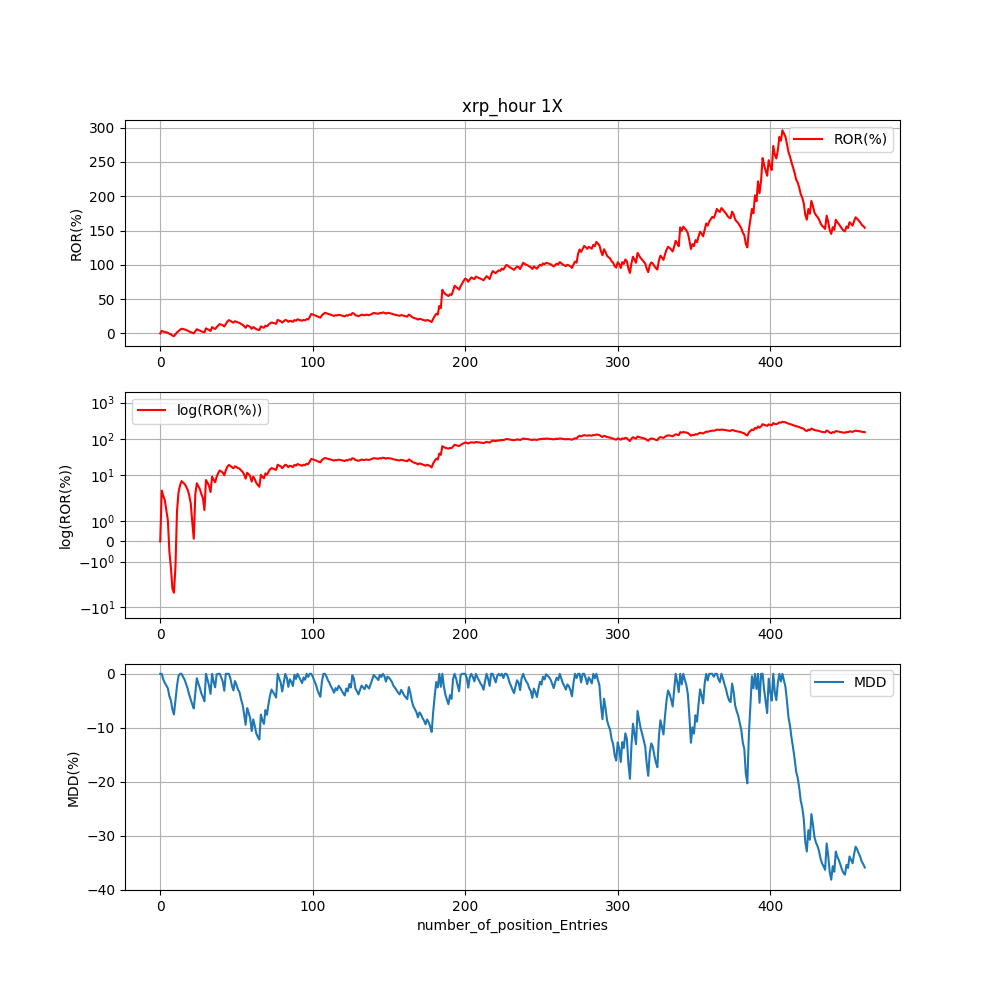 xrp_hour 1X
300
250
200
150
100
50
0
ROR(%)
ROR(%)
0 100 200 300 400
10³
10²
10¹
10⁰
0
−10⁰
−10¹
log(ROR(%))
log(ROR(%))
0 100 200 300 400
0
−10
−20
−30
−40
MDD(%)
MDD
0 100 200 300 400
number_of_position_Entries